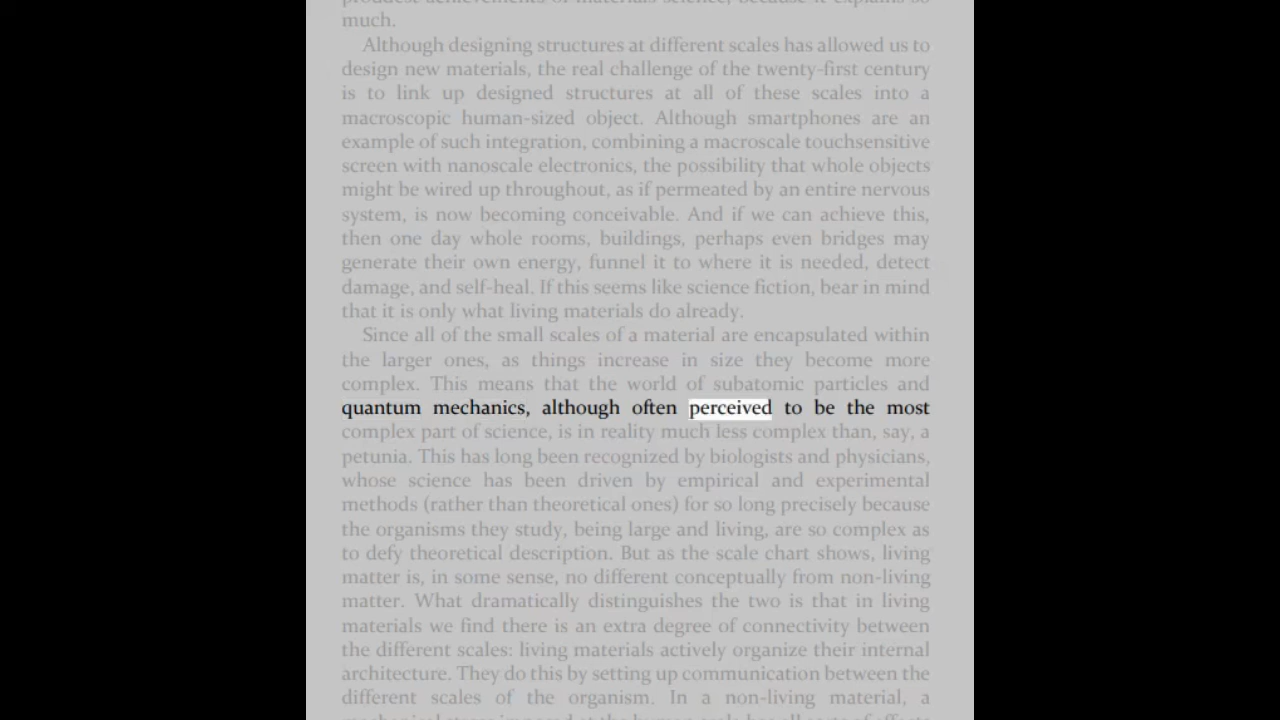 much.
Although designing structures at different scales has allowed us to
design new materials, the real challenge of the twenty-first century
is to link up designed structures at all of these scales into a
macroscopic human-sized object. Although smartphones are an
example of such integration, combining a macroscale touchsensitive
screen with nanoscale electronics, the possibility that whole objects
might be wired up throughout, as if permeated by an entire nervous
system, is now becoming conceivable. And if we can achieve this,
then one day whole rooms, buildings, perhaps even bridges may
generate their own energy, funnel it to where it is needed, detect
damage, and self-heal. If this seems like science fiction, bear in mind
that it is only what living materials do already.
Since all of the small scales of a material are encapsulated within
the larger ones, as things increase in size they become more
complex. This means that the world of subatomic particles and
quantum mechanics, although often perceived to be the most
complex part of science, is in reality much less complex than, say, a
petunia. This has long been recognized by biologists and physicians,
whose science has been driven by empirical and experimental
methods (rather than theoretical ones) for so long precisely because
the organisms they study, being large and living, are so complex as
to defy theoretical description. But as the scale chart shows, living
matter is, in some sense, no different conceptually from non-living
matter. What dramatically distinguishes the two is that in living
materials we find there is an extra degree of connectivity between
the different scales: living materials actively organize their internal
architecture. They do this by setting up communication between the
different scales of the organism. In a non-living material, a